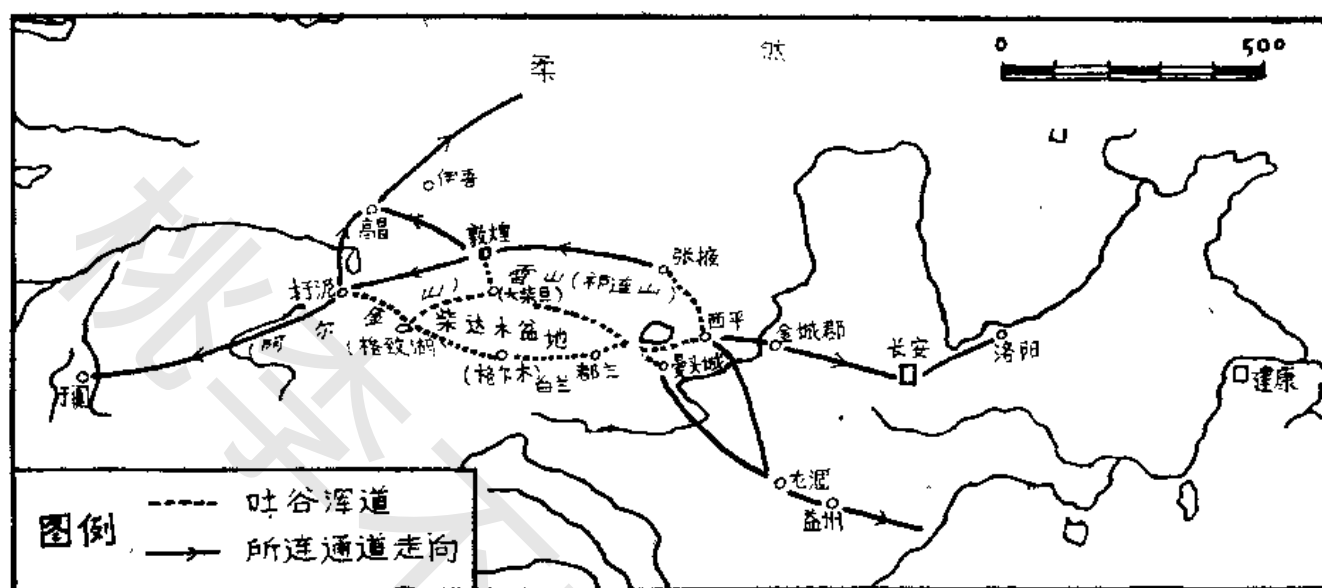 柔 然
0 500
伊吾
高昌
敦煌
张掖
雪山(祁连山)
(大柴旦)
扜泥
(阿尔金山)
柴达木盆地
西平
金城郡
(格致湖)
长安
洛阳
曼头城
于阗
(格尔木)
白兰
都兰
建康
龙涸
益州
图例
吐谷浑道
所连通道走向